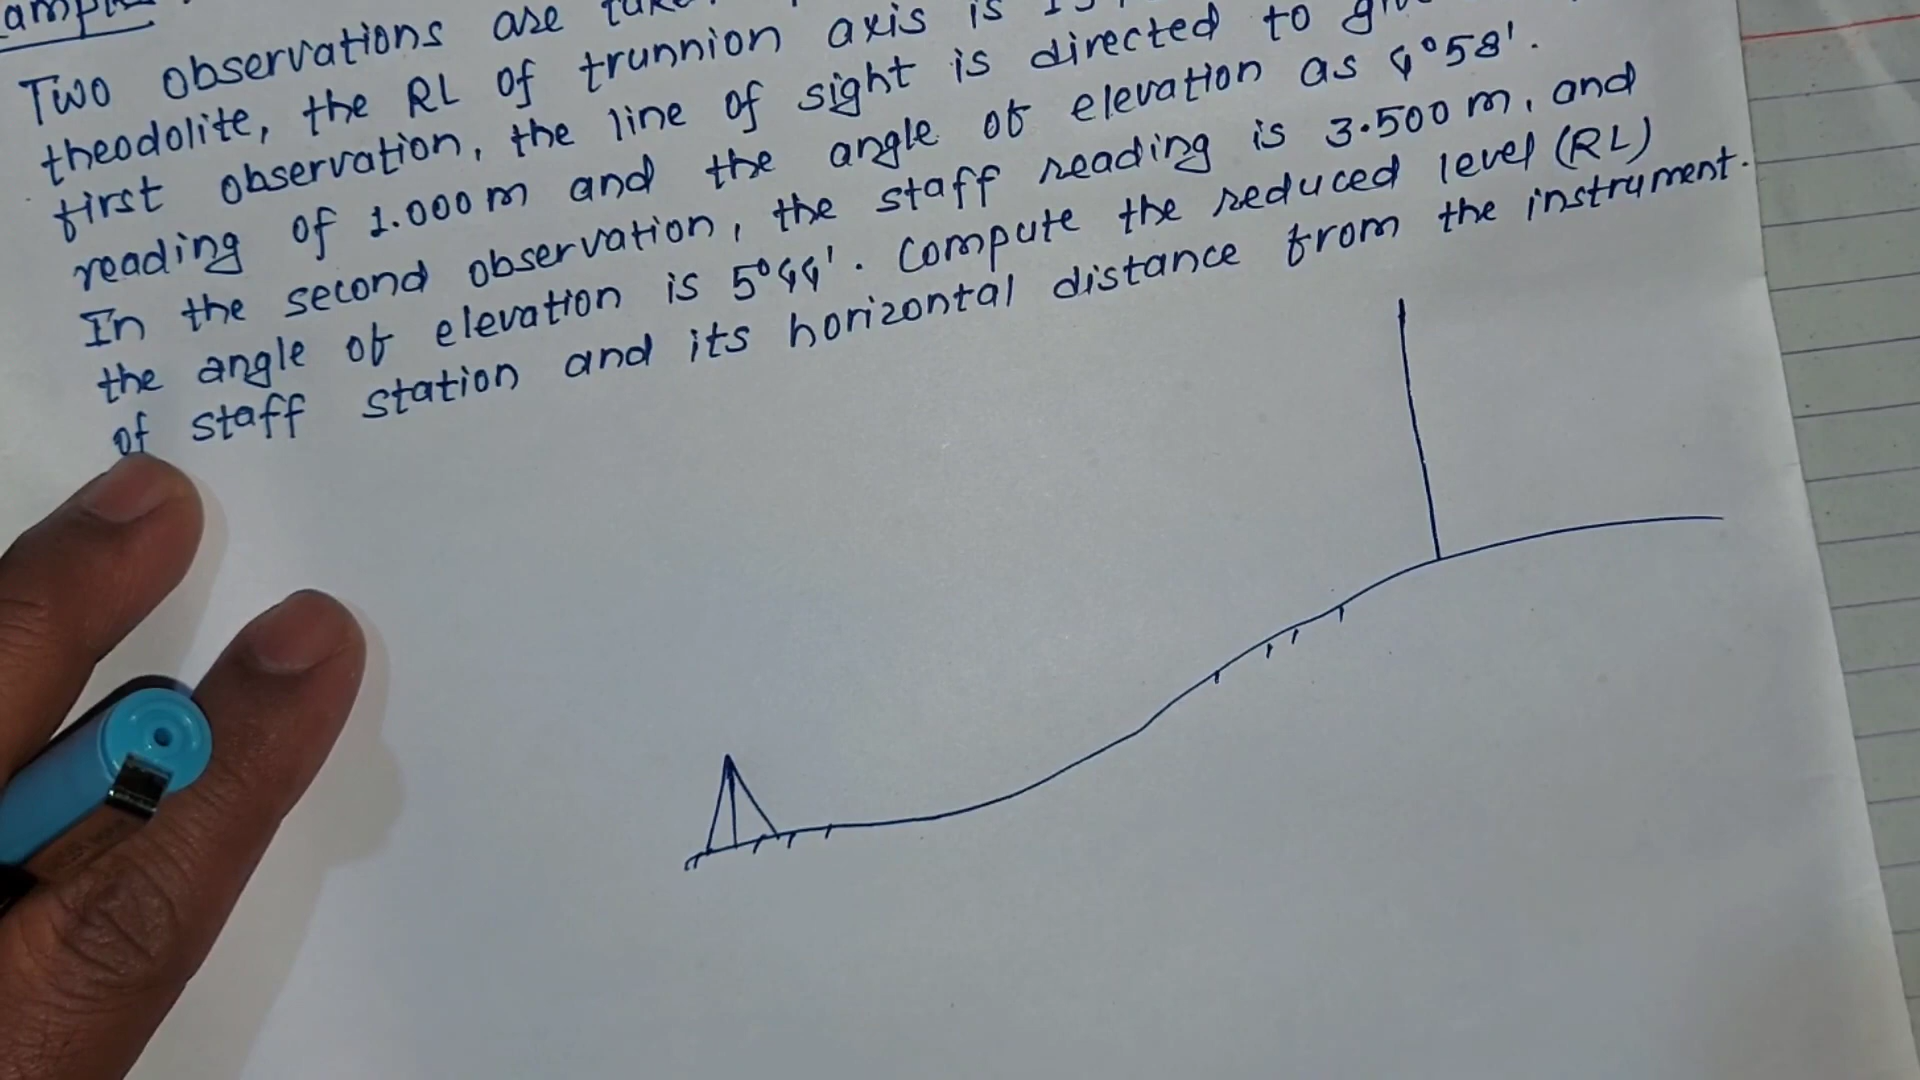 Two observations are
theodolite, the RL of trunnion axis is
first observation, the line of sight is directed to
reading of 1.000 m and the angle of elevation as 4°58'.
In the second observation, the staff reading is 3.500 m, and
the angle of elevation is 5°44'. Compute the reduced level (RL)
of staff station and its horizontal distance from the instrument.